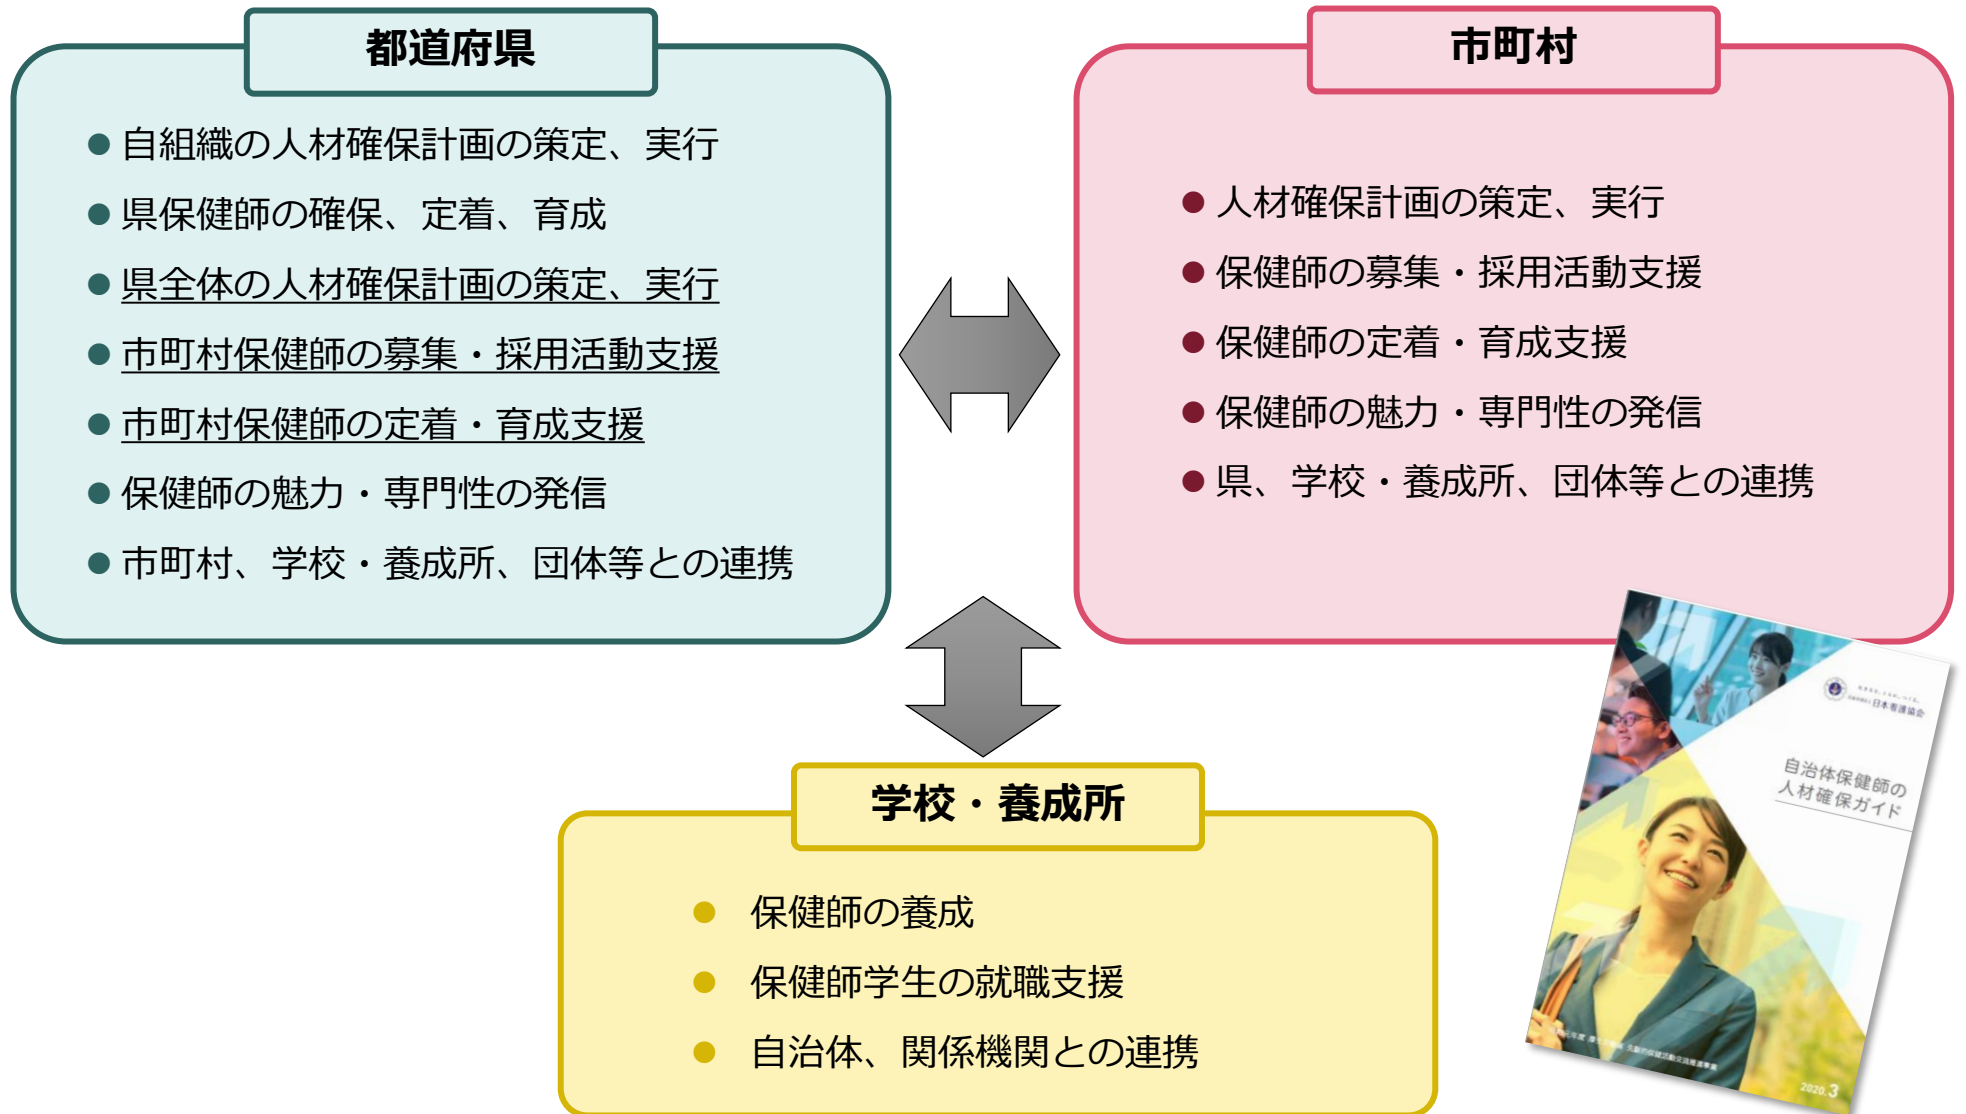 都道府県
自組織の人材確保計画の策定、実行
県保健師の確保、定着、育成
県全体の人材確保計画の策定、実行
市町村保健師の募集・採用活動支援
市町村保健師の定着・育成支援
保健師の魅力・専門性の発信
市町村、学校・養成所、団体等との連携
市町村
人材確保計画の策定、実行
保健師の募集・採用活動支援
保健師の定着・育成支援
保健師の魅力・専門性の発信
県、学校・養成所、団体等との連携
学校・養成所
保健師の養成
保健師学生の就職支援
自治体、関係機関との連携
日本看護協会
自治体保健師の
人材確保ガイド
2020.3